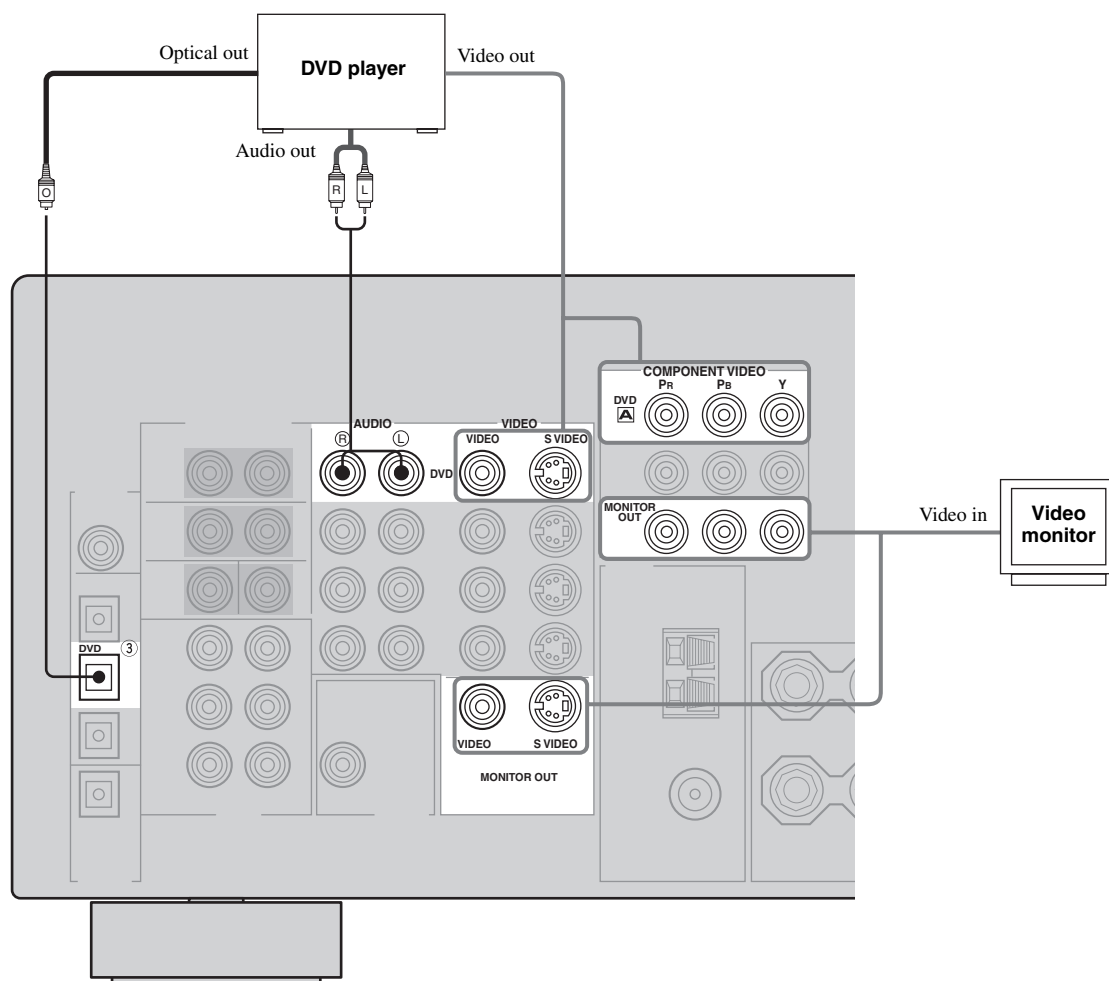 Optical out
DVD player
Video out
Audio out
O
R L
COMPONENT VIDEO
PR PB Y
DVD
A
AUDIO
VIDEO
R L
VIDEO S VIDEO
DVD
MONITOR
OUT
Video in
Video
monitor
DVD 3
VIDEO S VIDEO
MONITOR OUT